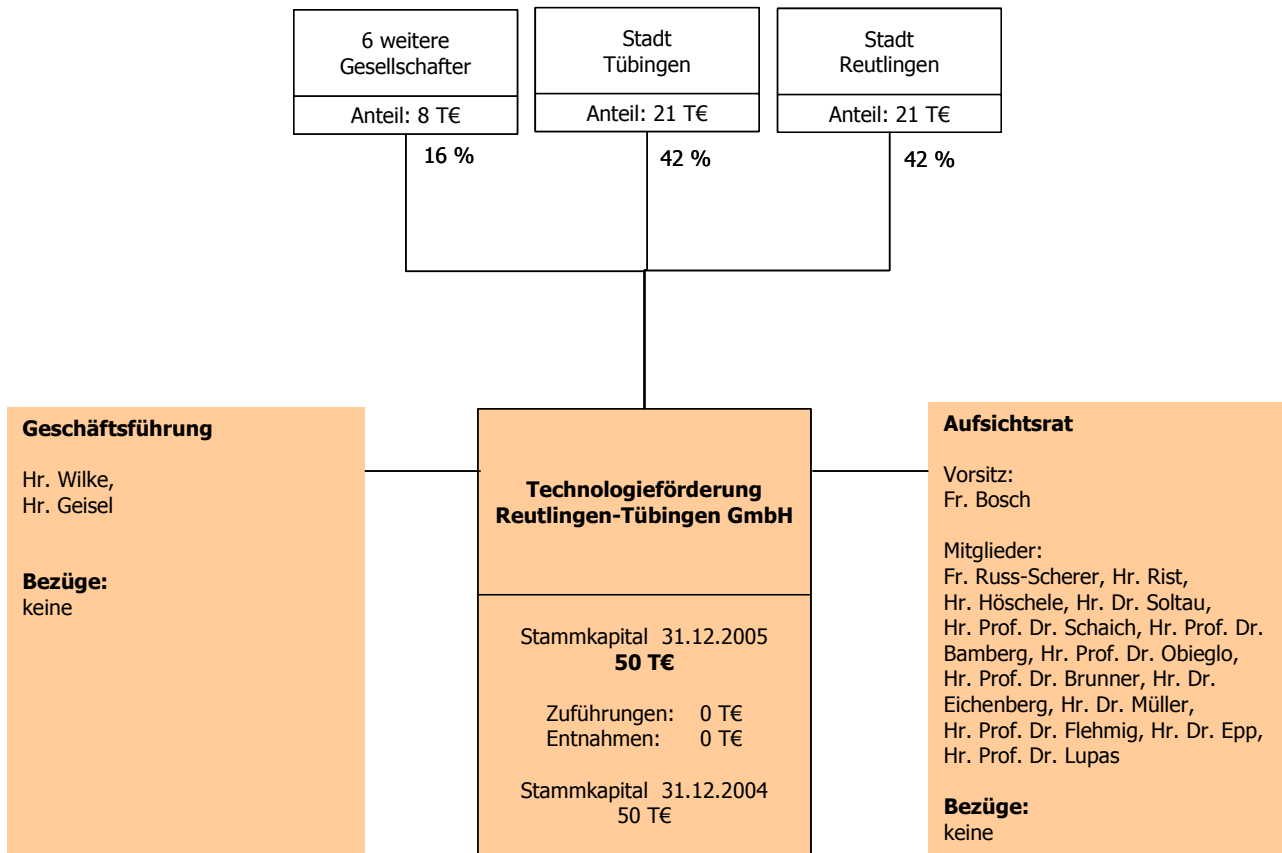 6 weitere
Gesellschafter
Anteil: 8 T€
16 %
Stadt
Tübingen
Anteil: 21 T€
42 %
Stadt
Reutlingen
Anteil: 21 T€
42 %
Geschäftsführung
Hr. Wilke,
Hr. Geisel
Bezüge:
keine
Technologieförderung
Reutlingen-Tübingen GmbH
Stammkapital 31.12.2005
50 T€
Zuführungen: 0 T€
Entnahmen: 0 T€
Stammkapital 31.12.2004
50 T€
Aufsichtsrat
Vorsitz:
Fr. Bosch
Mitglieder:
Fr. Russ-Scherer, Hr. Rist,
Hr. Höschele, Hr. Dr. Soltau,
Hr. Prof. Dr. Schaich, Hr. Prof. Dr.
Bamberg, Hr. Prof. Dr. Obieglo,
Hr. Prof. Dr. Brunner, Hr. Dr.
Eichenberg, Hr. Dr. Müller,
Hr. Prof. Dr. Flehmig, Hr. Dr. Epp,
Hr. Prof. Dr. Lupas
Bezüge:
keine